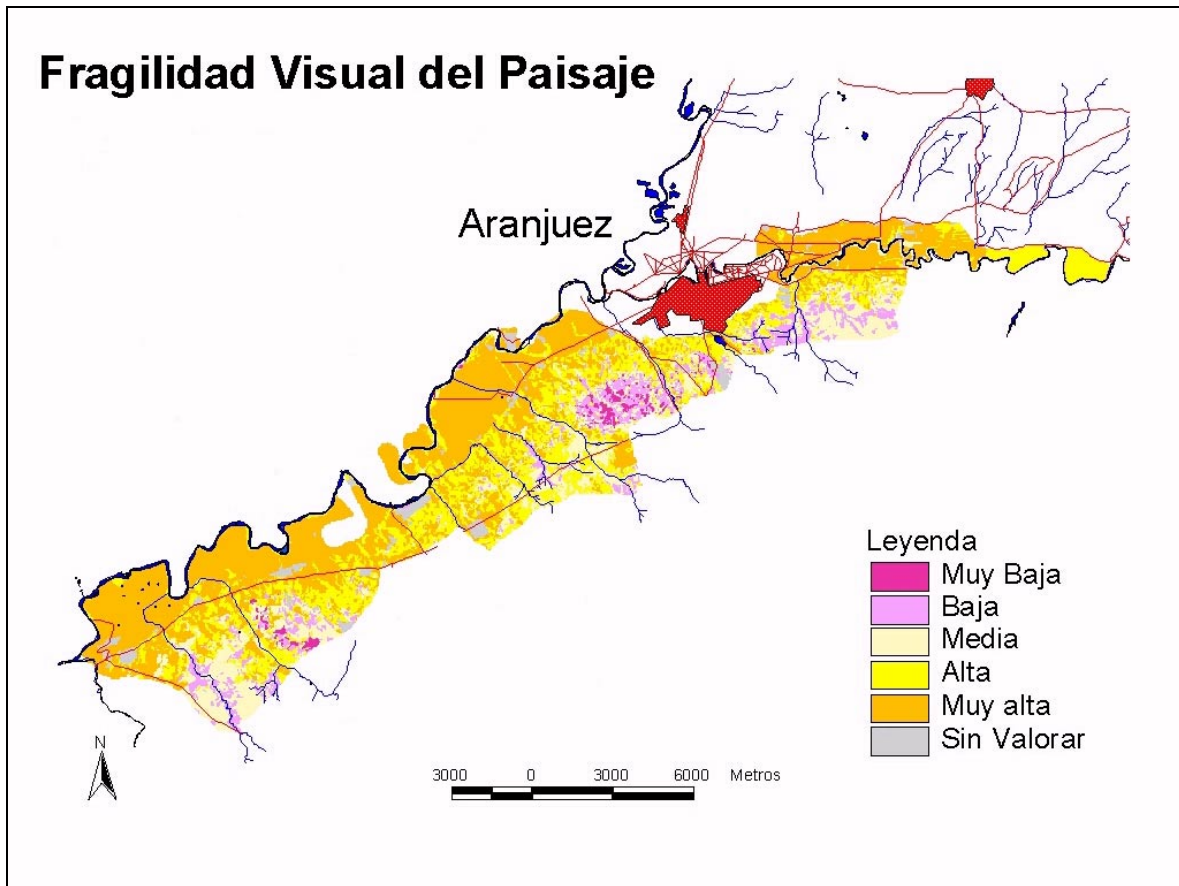 Fragilidad Visual del Paisaje
Aranjuez
Leyenda
Muy Baja
Baja
Media
Alta
Muy alta
Sin Valorar
N
3000 0 3000 6000 Metros